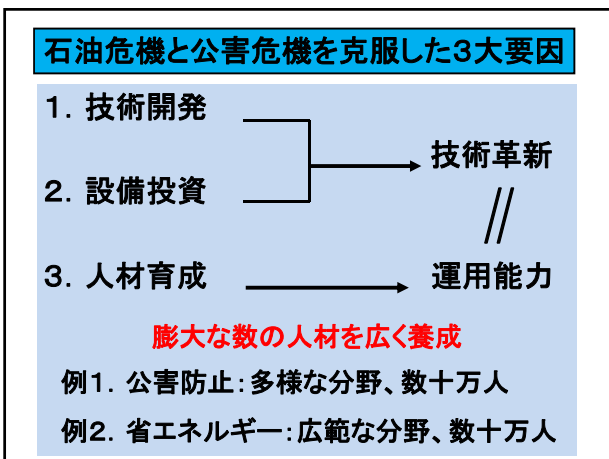 石油危機と公害危機を克服した3大要因
1. 技術開発
技術革新
2. 設備投資
3. 人材育成
運用能力
膨大な数の人材を広く養成
例1. 公害防止:多様な分野、数十万人
例2. 省エネルギー:広範な分野、数十万人